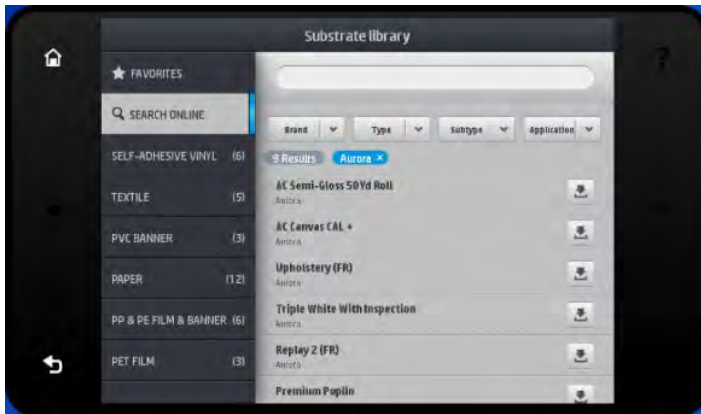 Substrate library
FAVORITES
SEARCH ONLINE
SELF-ADHESIVE VINYL (6)
TEXTILE (5)
PVC BANNER (3)
PAPER (12)
PP & PE FILM & BANNER (6)
PET FILM (3)
Brand
Type
Subtype
Application
9 Results
Aurora ×
AC Semi-Gloss 50Yd Roll
Aurora
AC Canvas CAL +
Aurora
Upholstery (FR)
Aurora
Triple White With Inspection
Aurora
Replay 2 (FR)
Aurora
Premium Poplin
?